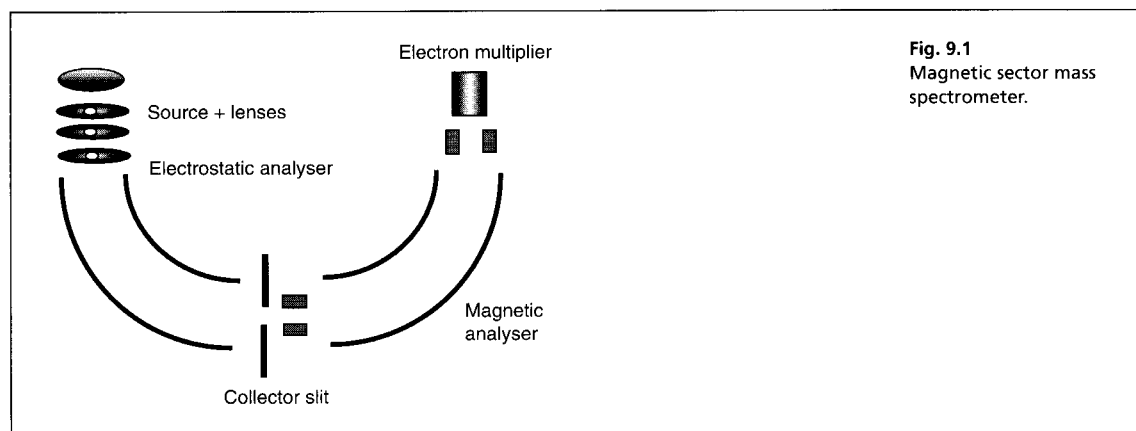 Electron multiplier
Source + lenses
Electrostatic analyser
Magnetic
analyser
Collector slit
Fig. 9.1
Magnetic sector mass
spectrometer.